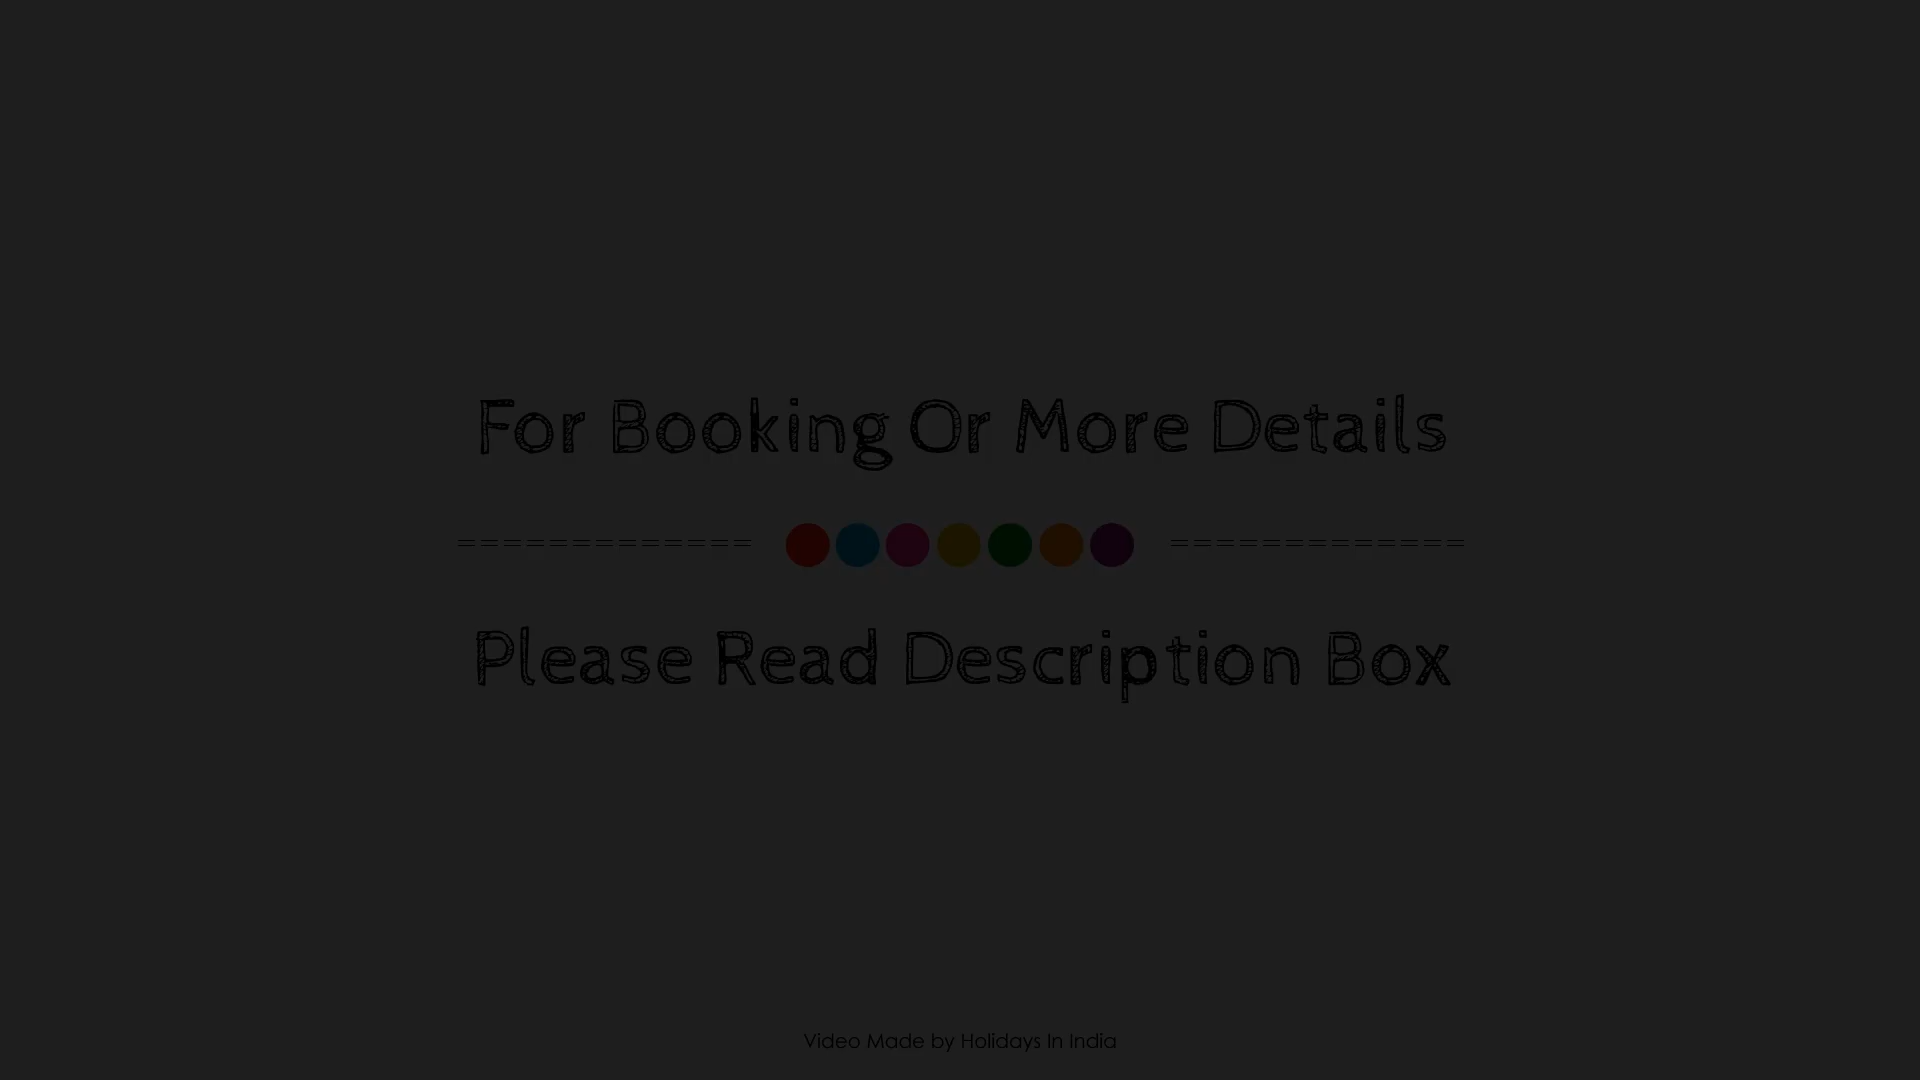 For Booking Or More Details
============= =============
Please Read Description Box
Video Made by Holidays In India